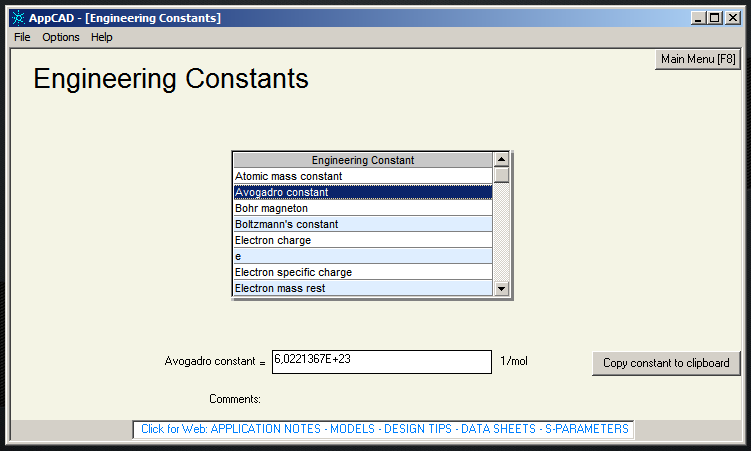 AppCAD - [Engineering Constants]
File Options Help
Main Menu [F8]
Engineering Constants
Engineering Constant
Atomic mass constant
Avogadro constant
Bohr magneton
Boltzmann's constant
Electron charge
e
Electron specific charge
Electron mass rest
Avogadro constant = 6,0221367E+23 1/mol
Copy constant to clipboard
Comments:
Click for Web: APPLICATION NOTES - MODELS - DESIGN TIPS - DATA SHEETS - S-PARAMETERS